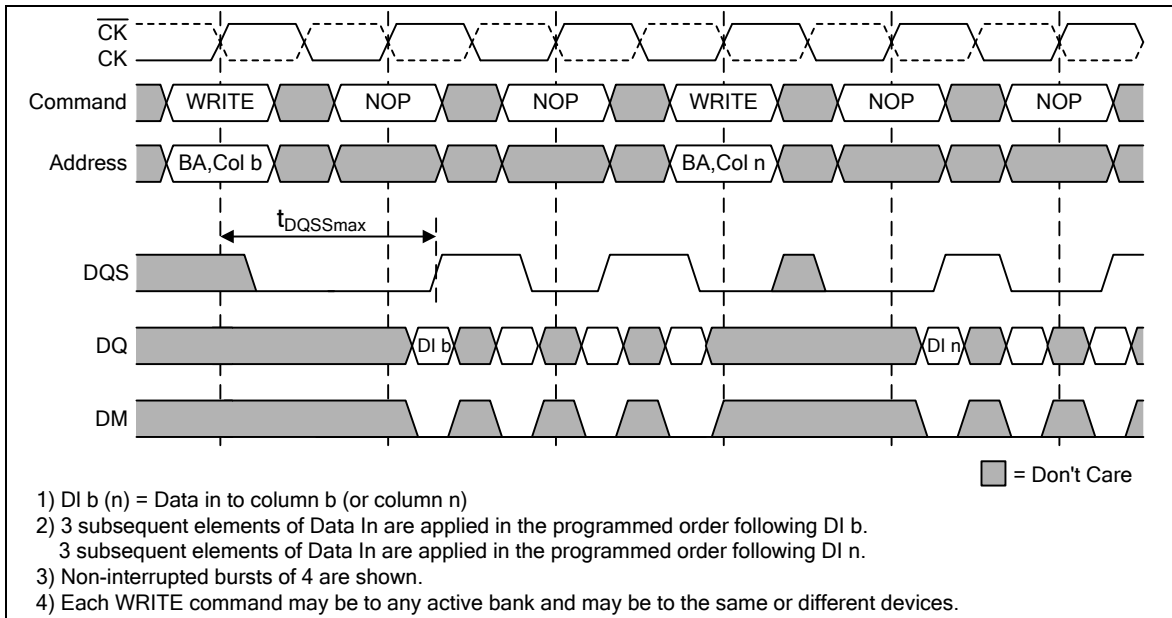 CK
CK
Command WRITE NOP NOP WRITE NOP NOP
Address BA,Col b BA,Col n
tDQSSmax
DQS
DQ DI b DI n
DM
= Don't Care
1) DI b (n) = Data in to column b (or column n)
2) 3 subsequent elements of Data In are applied in the programmed order following DI b.
3 subsequent elements of Data In are applied in the programmed order following DI n.
3) Non-interrupted bursts of 4 are shown.
4) Each WRITE command may be to any active bank and may be to the same or different devices.